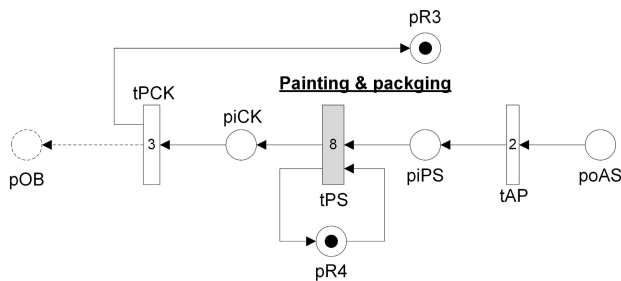 pR3
Painting & packging
tPCK
piCK
3
8
2
pOB
tPS
piPS
tAP
poAS
pR4